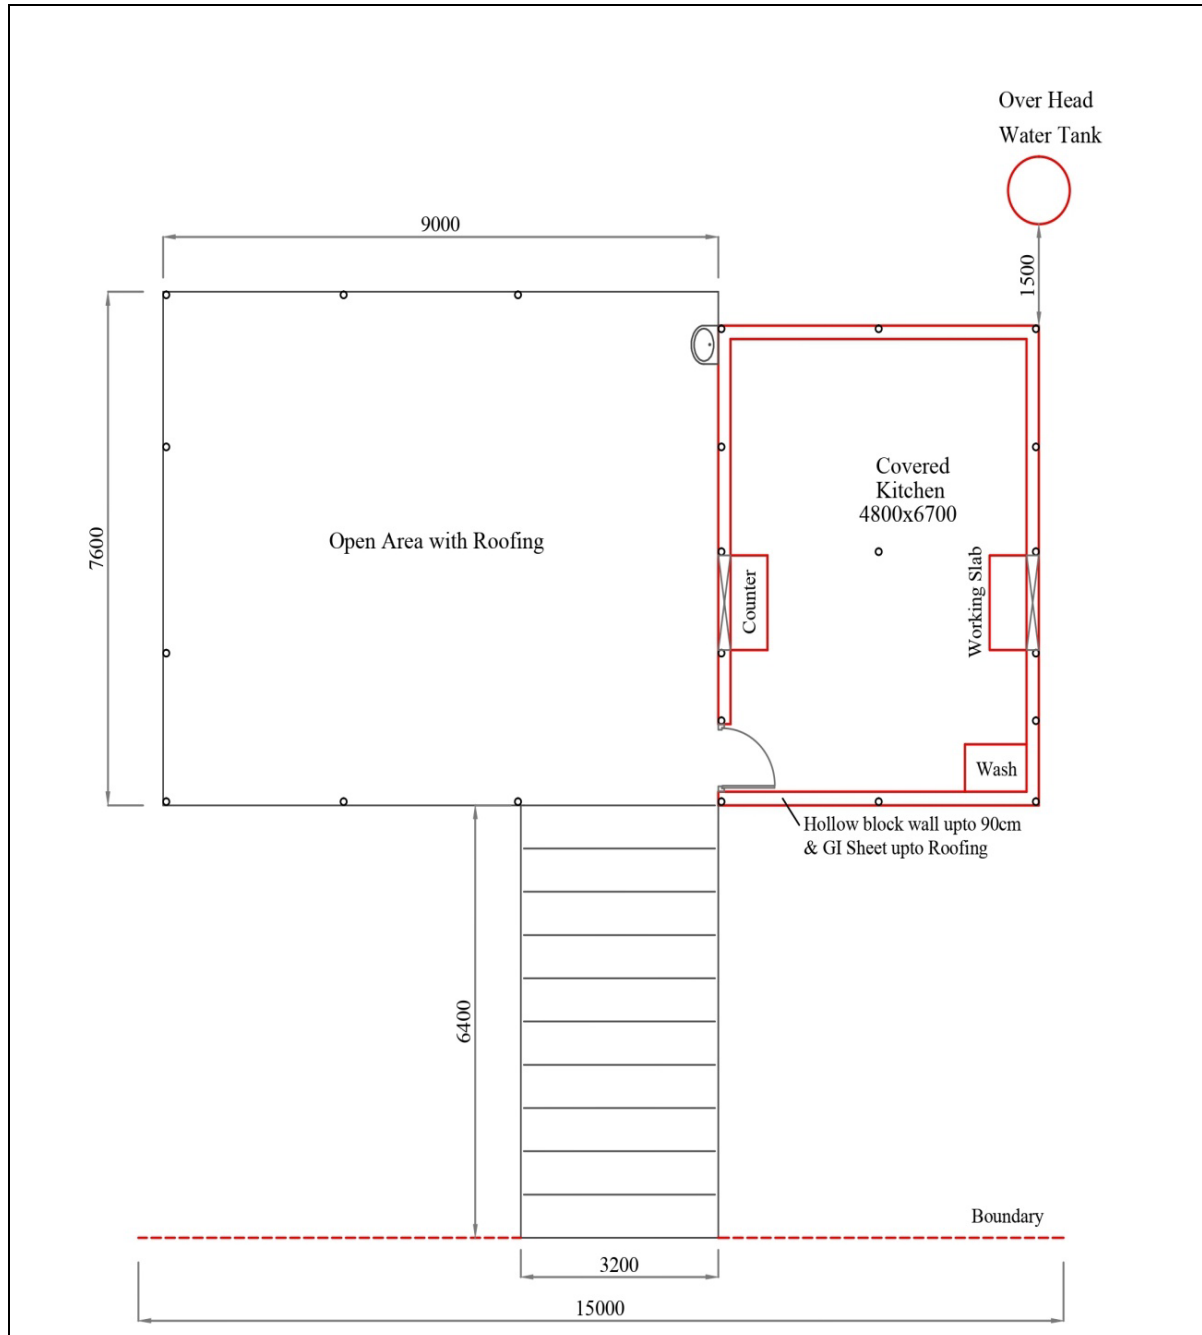 Over Head
Water Tank
9000
1500
7600
Open Area with Roofing
Covered
Kitchen
4800x6700
Counter
Working Slab
Wash
Hollow block wall upto 90cm
& GI Sheet upto Roofing
6400
Boundary
3200
15000